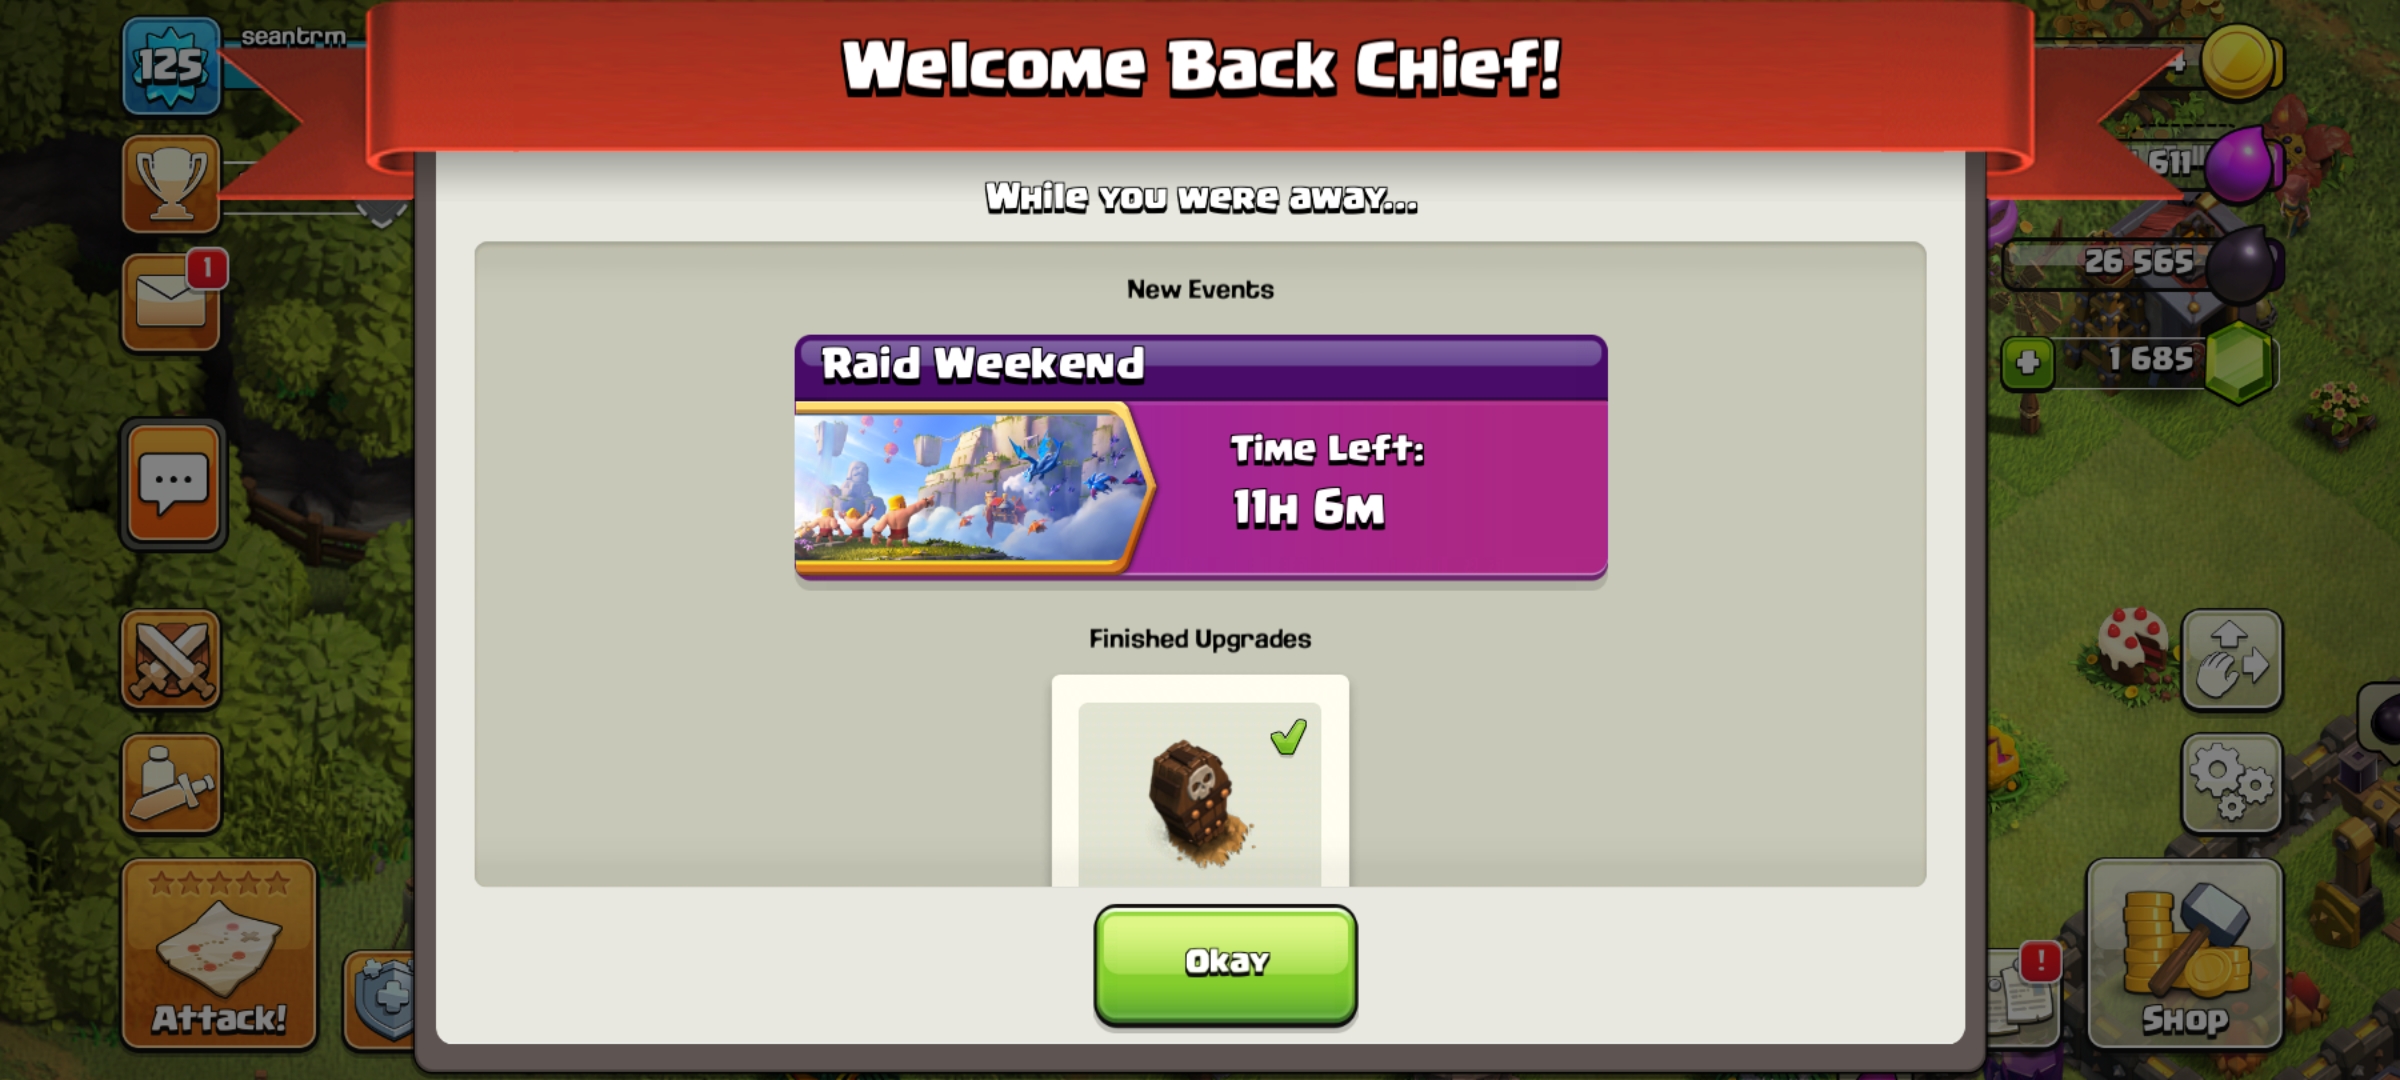 125
seantrm
Welcome Back Chief!
While you were away...
New Events
Raid Weekend
Time Left:
11H 6M
Finished Upgrades
Okay
1
Attack!
611
26 565
1 685
!
Shop